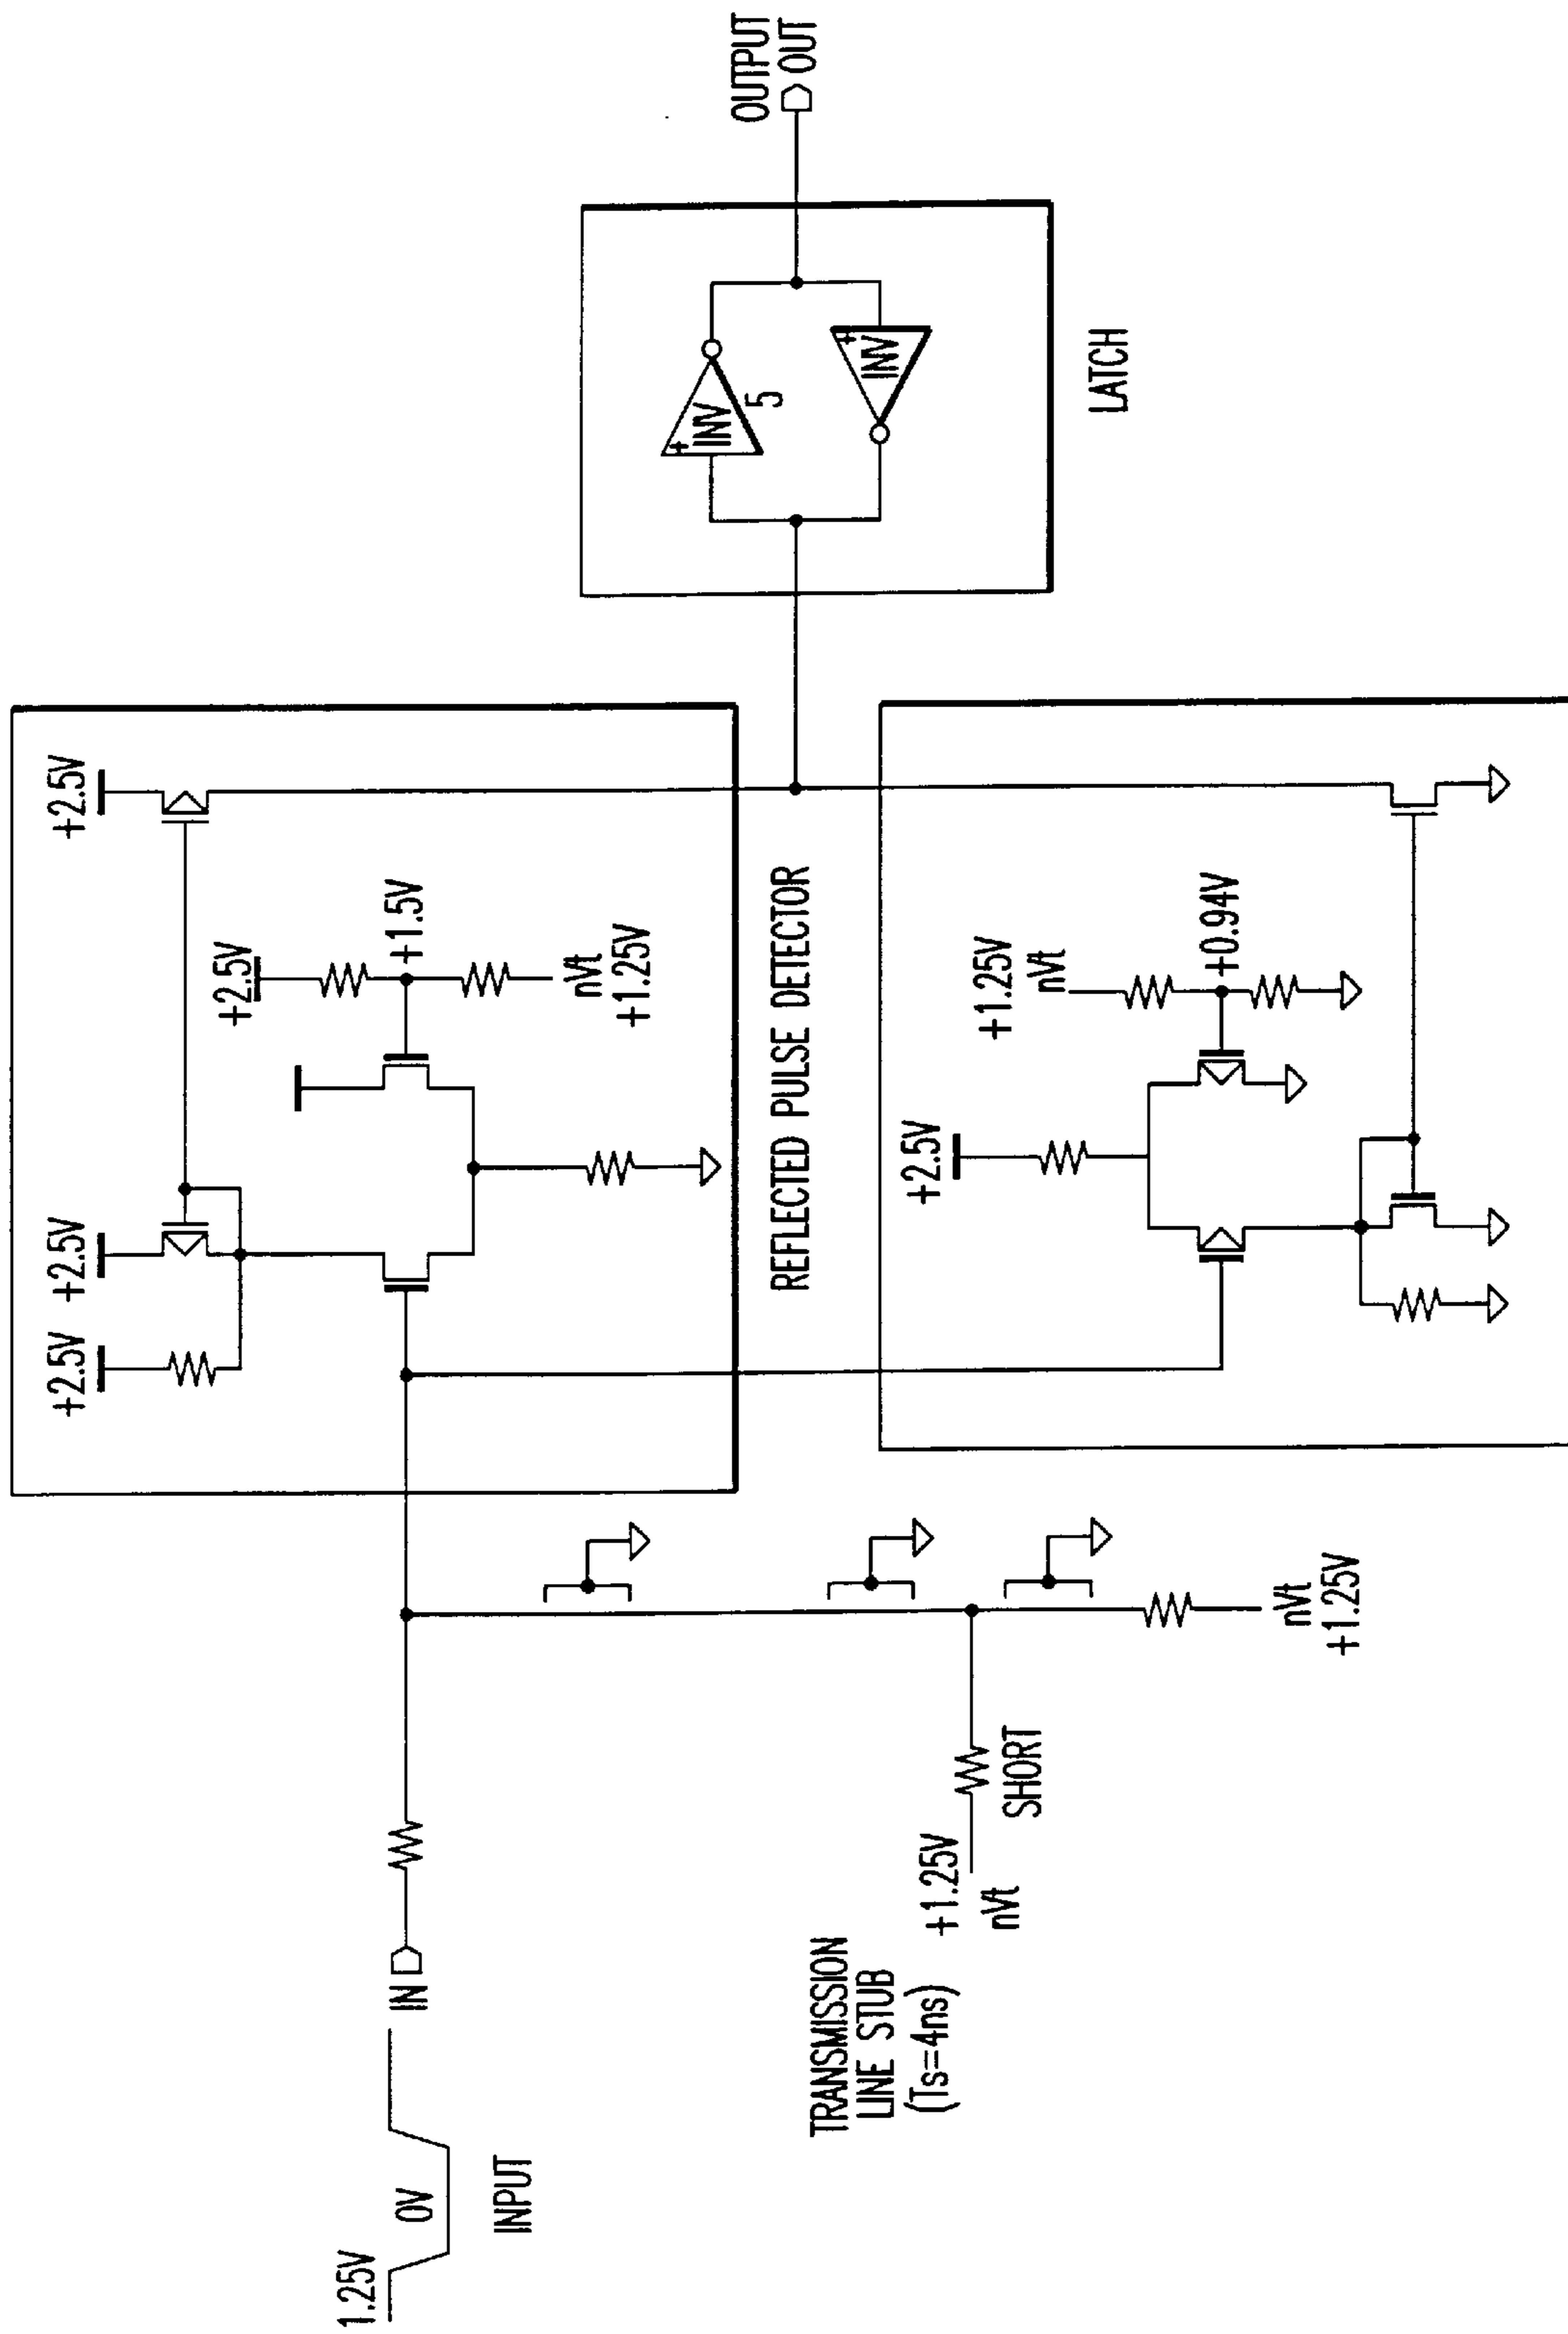 1.25V
0V
INPUT
IN
TRANSMISSION
LINE STUB
(Ts=4ns)
+1.25V
nVt
SHORT
nVt
+1.25V
+2.5V
+2.5V
+2.5V
+2.5V
+1.5V
nVt
+1.25V
REFLECTED PULSE DETECTOR
+2.5V
+1.25V
nVt
+0.94V
+
INV
5
+
INV
LATCH
OUTPUT
OUT